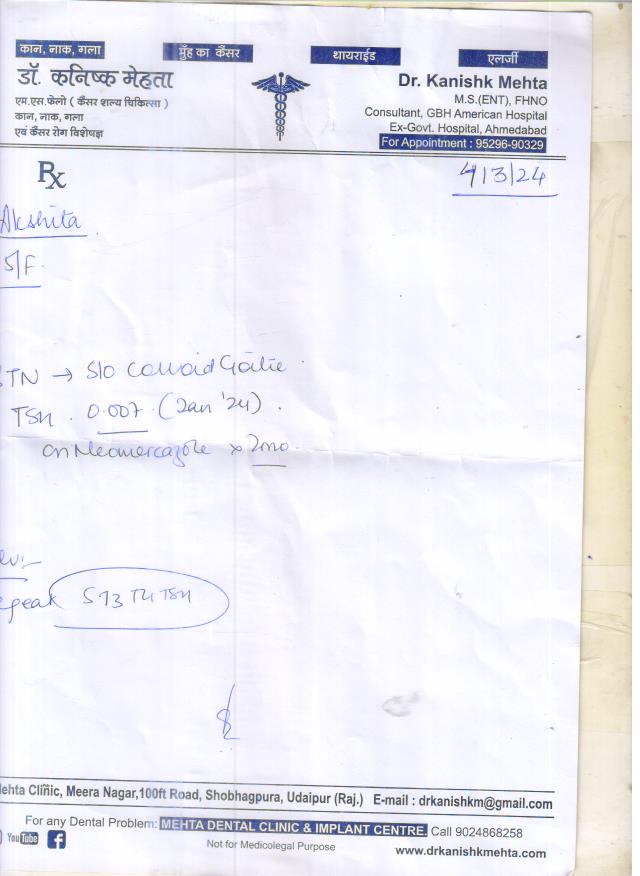 कान, नाक, गला
मुँह का कैंसर
थायराईड
एलर्जी
डॉ. कनिष्क मेहता
एम.एस.फेलो ( कैंसर शल्य चिकित्सा )
कान, नाक, गला
एवं कैंसर रोग विशेषज्ञ
Dr. Kanishk Mehta
M.S.(ENT), FHNO
Consultant, GBH American Hospital
Ex-Govt. Hospital, Ahmedabad
For Appointment : 95296-90329
Rx
4/3/24
Akshita
S/F
STN → S/O Colloid Goitre
TSH 0.007 (Jan '24)
on Neomercazole x 2mo
Adv:-
repeat S T3 T4 TSH
Mehta Clinic, Meera Nagar,100ft Road, Shobhagpura, Udaipur (Raj.) E-mail : drkanishkm@gmail.com
For any Dental Problem: MEHTA DENTAL CLINIC & IMPLANT CENTRE. Call 9024868258
YouTube f
Not for Medicolegal Purpose
www.drkanishkmehta.com